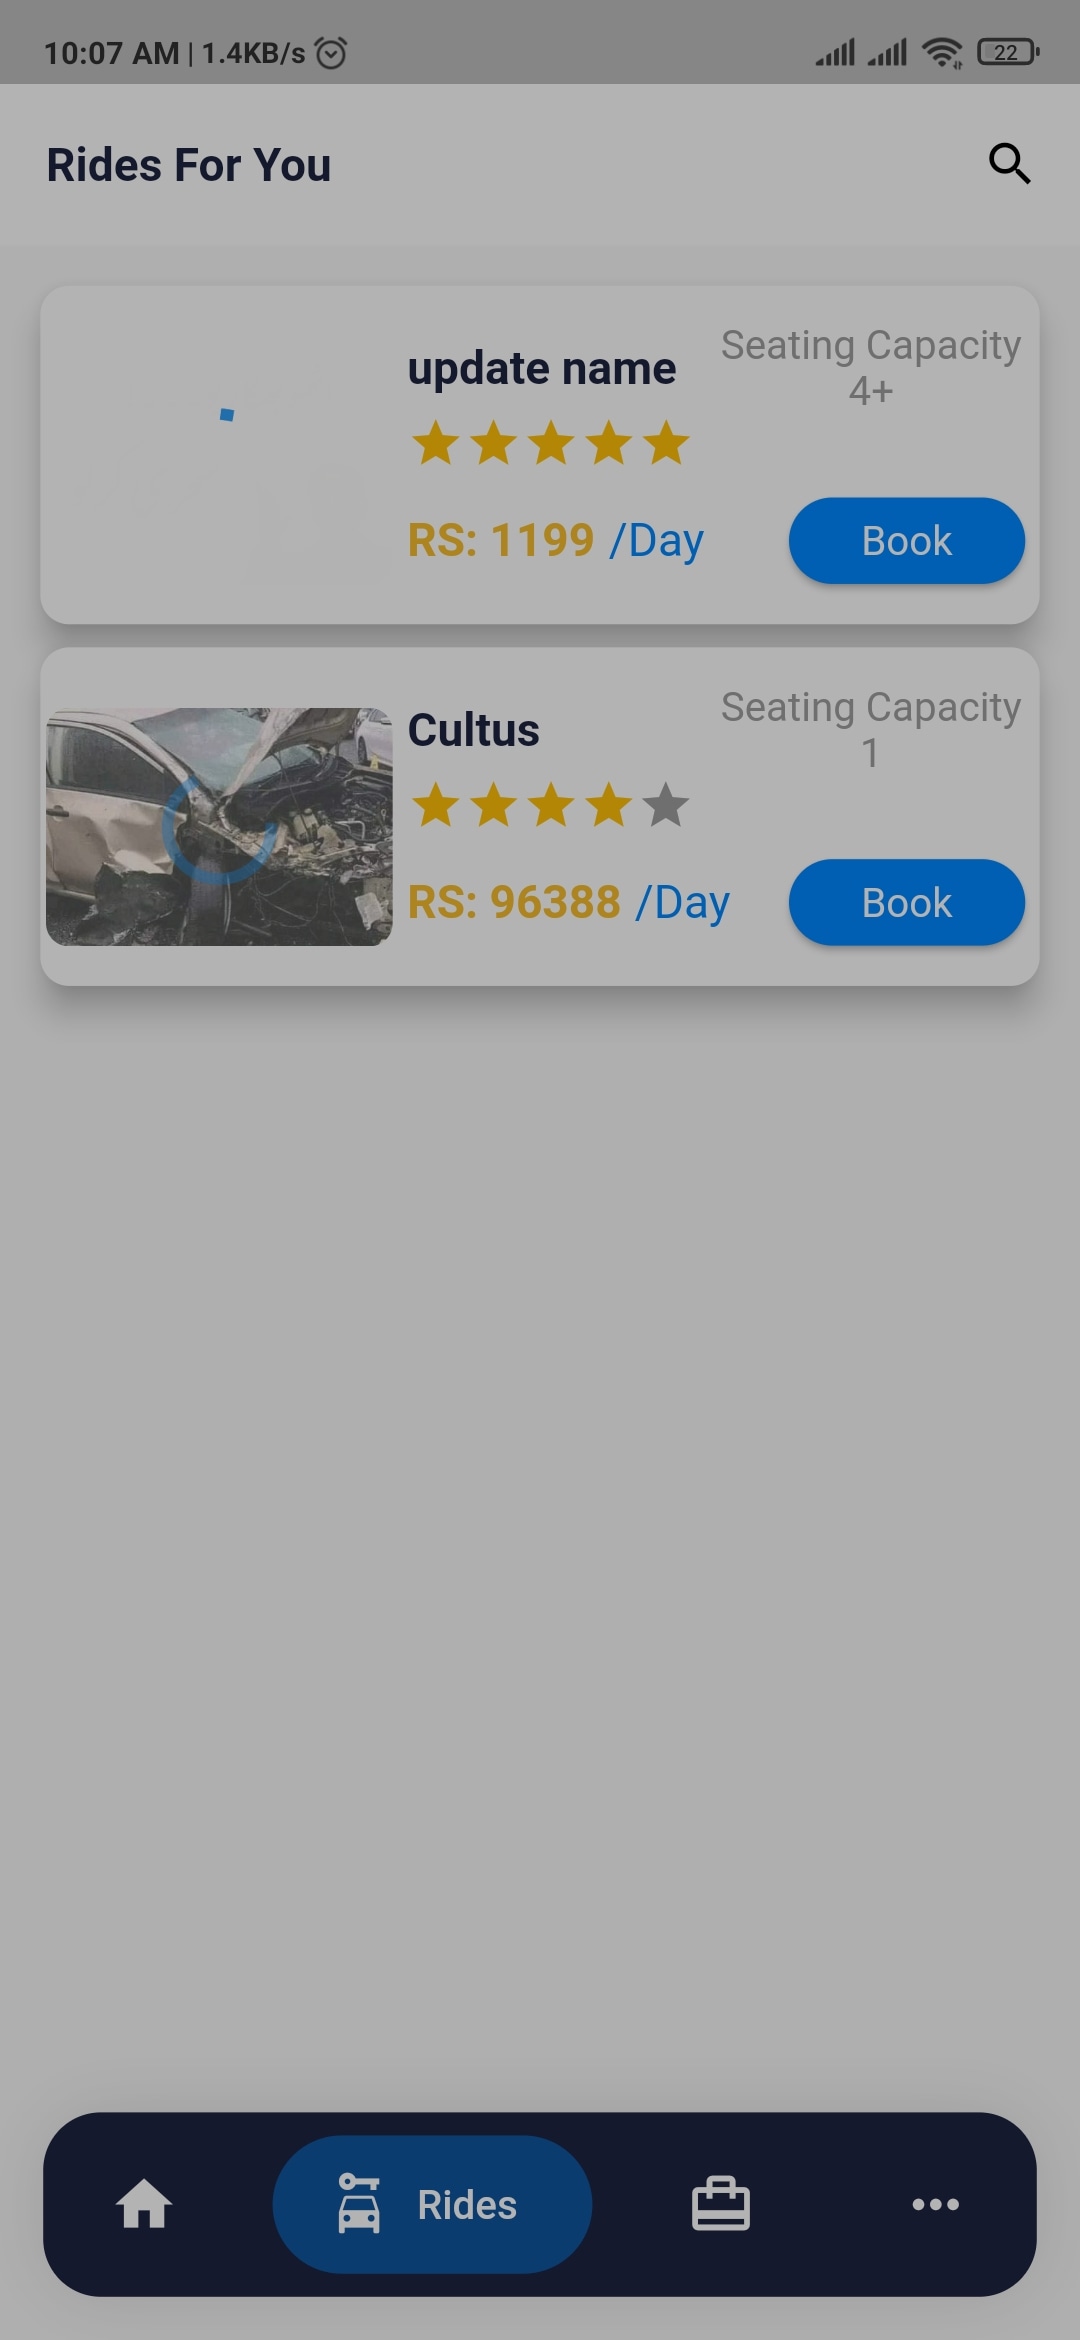 10:07 AM | 1.4KB/s
22
Rides For You
update name
Seating Capacity
4+
RS: 1199 /Day
Book
Cultus
Seating Capacity
1
RS: 96388 /Day
Book
Rides